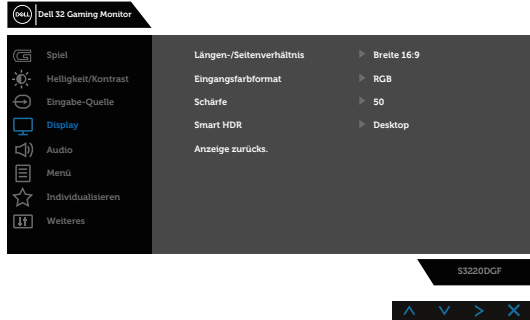 DELL Dell 32 Gaming Monitor
Spiel
Helligkeit/Kontrast
Eingabe-Quelle
Display
Audio
Menü
Individualisieren
Weiteres
Längen-/Seitenverhältnis Breite 16:9
Eingangsfarbformat RGB
Schärfe 50
Smart HDR Desktop
Anzeige zurücks.
S3220DGF